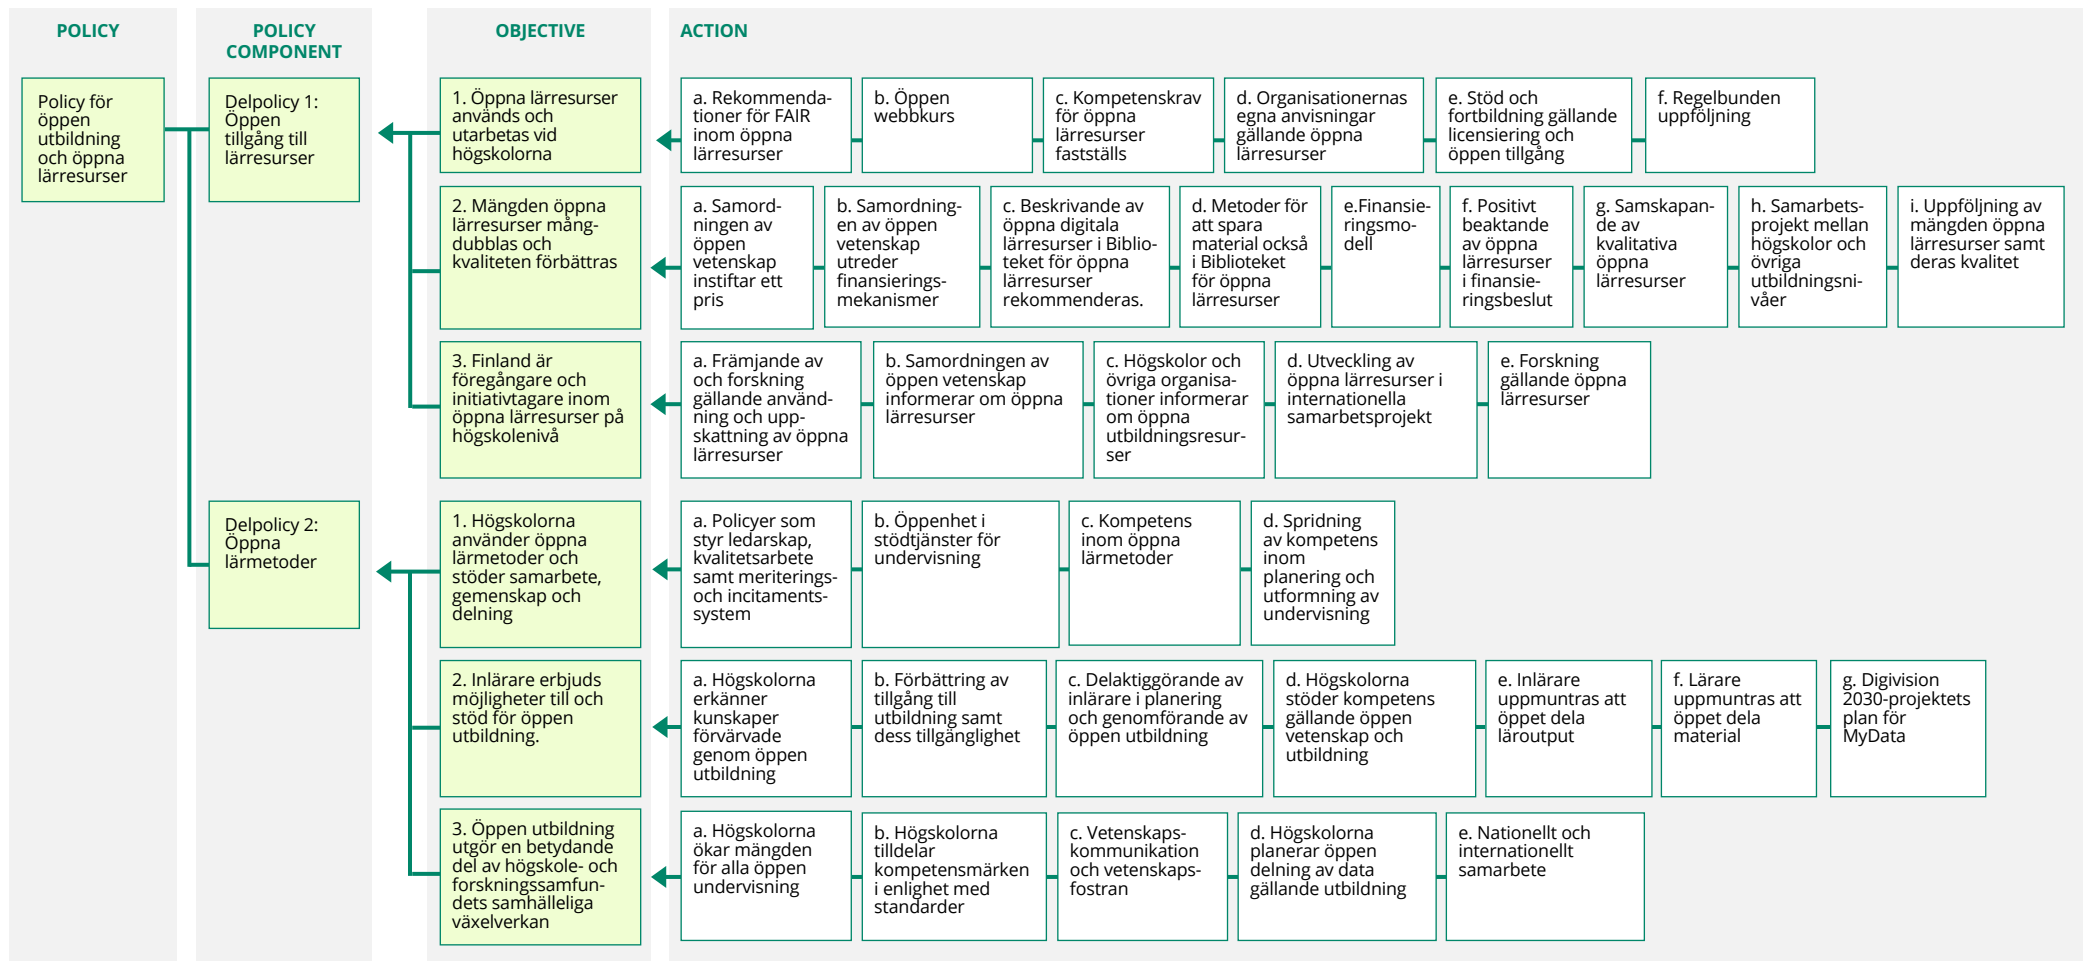 POLICY
POLICY
COMPONENT
OBJECTIVE
ACTION
Policy för
öppen
utbildning
och öppna
lärresurser
Delpolicy 1:
Öppen
tillgång till
lärresurser
1. Öppna lärresurser
används och
utarbetas vid
högskolorna
a. Rekommenda-
tioner för FAIR
inom öppna
lärresurser
b. Öppen
webbkurs
c. Kompetenskrav
för öppna
lärresurser
fastställs
d. Organisationernas
egna anvisningar
gällande öppna
lärresurser
e. Stöd och
fortbildning gällande
licensiering och
öppen tillgång
f. Regelbunden
uppföljning
2. Mängden öppna
lärresurser mång-
dubblas och
kvaliteten förbättras
a. Samord-
ningen av
öppen
vetenskap
instiftar ett
pris
b. Samordning-
en av öppen
vetenskap
utreder
finansierings-
mekanismer
c. Beskrivande av
öppna digitala
lärresurser i Biblio-
teket för öppna
lärresurser
rekommenderas.
d. Metoder för
att spara
material också
i Biblioteket
för öppna
lärresurser
e.Finansie-
ringsmo-
dell
f. Positivt
beaktande
av öppna
lärresurser
i finansie-
ringsbeslut
g. Samskapan-
de av
kvalitativa
öppna
lärresurser
h. Samarbets-
projekt mellan
högskolor och
övriga
utbildningsni-
våer
i. Uppföljning av
mängden öppna
lärresurser samt
deras kvalitet
3. Finland är
föregångare och
initiativtagare inom
öppna lärresurser på
högskolenivå
a. Främjande av
och forskning
gällande använd-
ning och upp-
skattning av öppna
lärresurser
b. Samordningen av
öppen vetenskap
informerar om öppna
lärresurser
c. Högskolor och
övriga organisa-
tioner informerar
om öppna
utbildningsresur-
ser
d. Utveckling av
öppna lärresurser i
internationella
samarbetsprojekt
e. Forskning
gällande öppna
lärresurser
Delpolicy 2:
Öppna
lärmetoder
1. Högskolorna
använder öppna
lärmetoder och
stöder samarbete,
gemenskap och
delning
a. Policyer som
styr ledarskap,
kvalitetsarbete
samt meriterings-
och incitaments-
system
b. Öppenhet i
stödtjänster för
undervisning
c. Kompetens
inom öppna
lärmetoder
d. Spridning
av kompetens
inom
planering och
utformning av
undervisning
2. Inlärare erbjuds
möjligheter till och
stöd för öppen
utbildning.
a. Högskolorna
erkänner
kunskaper
förvärvade
genom öppen
utbildning
b. Förbättring av
tillgång till
utbildning samt
dess tillgänglighet
c. Delaktiggörande av
inlärare i planering
och genomförande av
öppen utbildning
d. Högskolorna
stöder kompetens
gällande öppen
vetenskap och
utbildning
e. Inlärare
uppmuntras att
öppet dela
läroutput
f. Lärare
uppmuntras att
öppet dela
material
g. Digivision
2030-projektets
plan för
MyData
3. Öppen utbildning
utgör en betydande
del av högskole- och
forskningssamfun-
dets samhälleliga
växelverkan
a. Högskolorna
ökar mängden
för alla öppen
undervisning
b. Högskolorna
tilldelar
kompetensmärken
i enlighet med
standarder
c. Vetenskaps-
kommunikation
och vetenskaps-
fostran
d. Högskolorna
planerar öppen
delning av data
gällande utbildning
e. Nationellt och
internationellt
samarbete